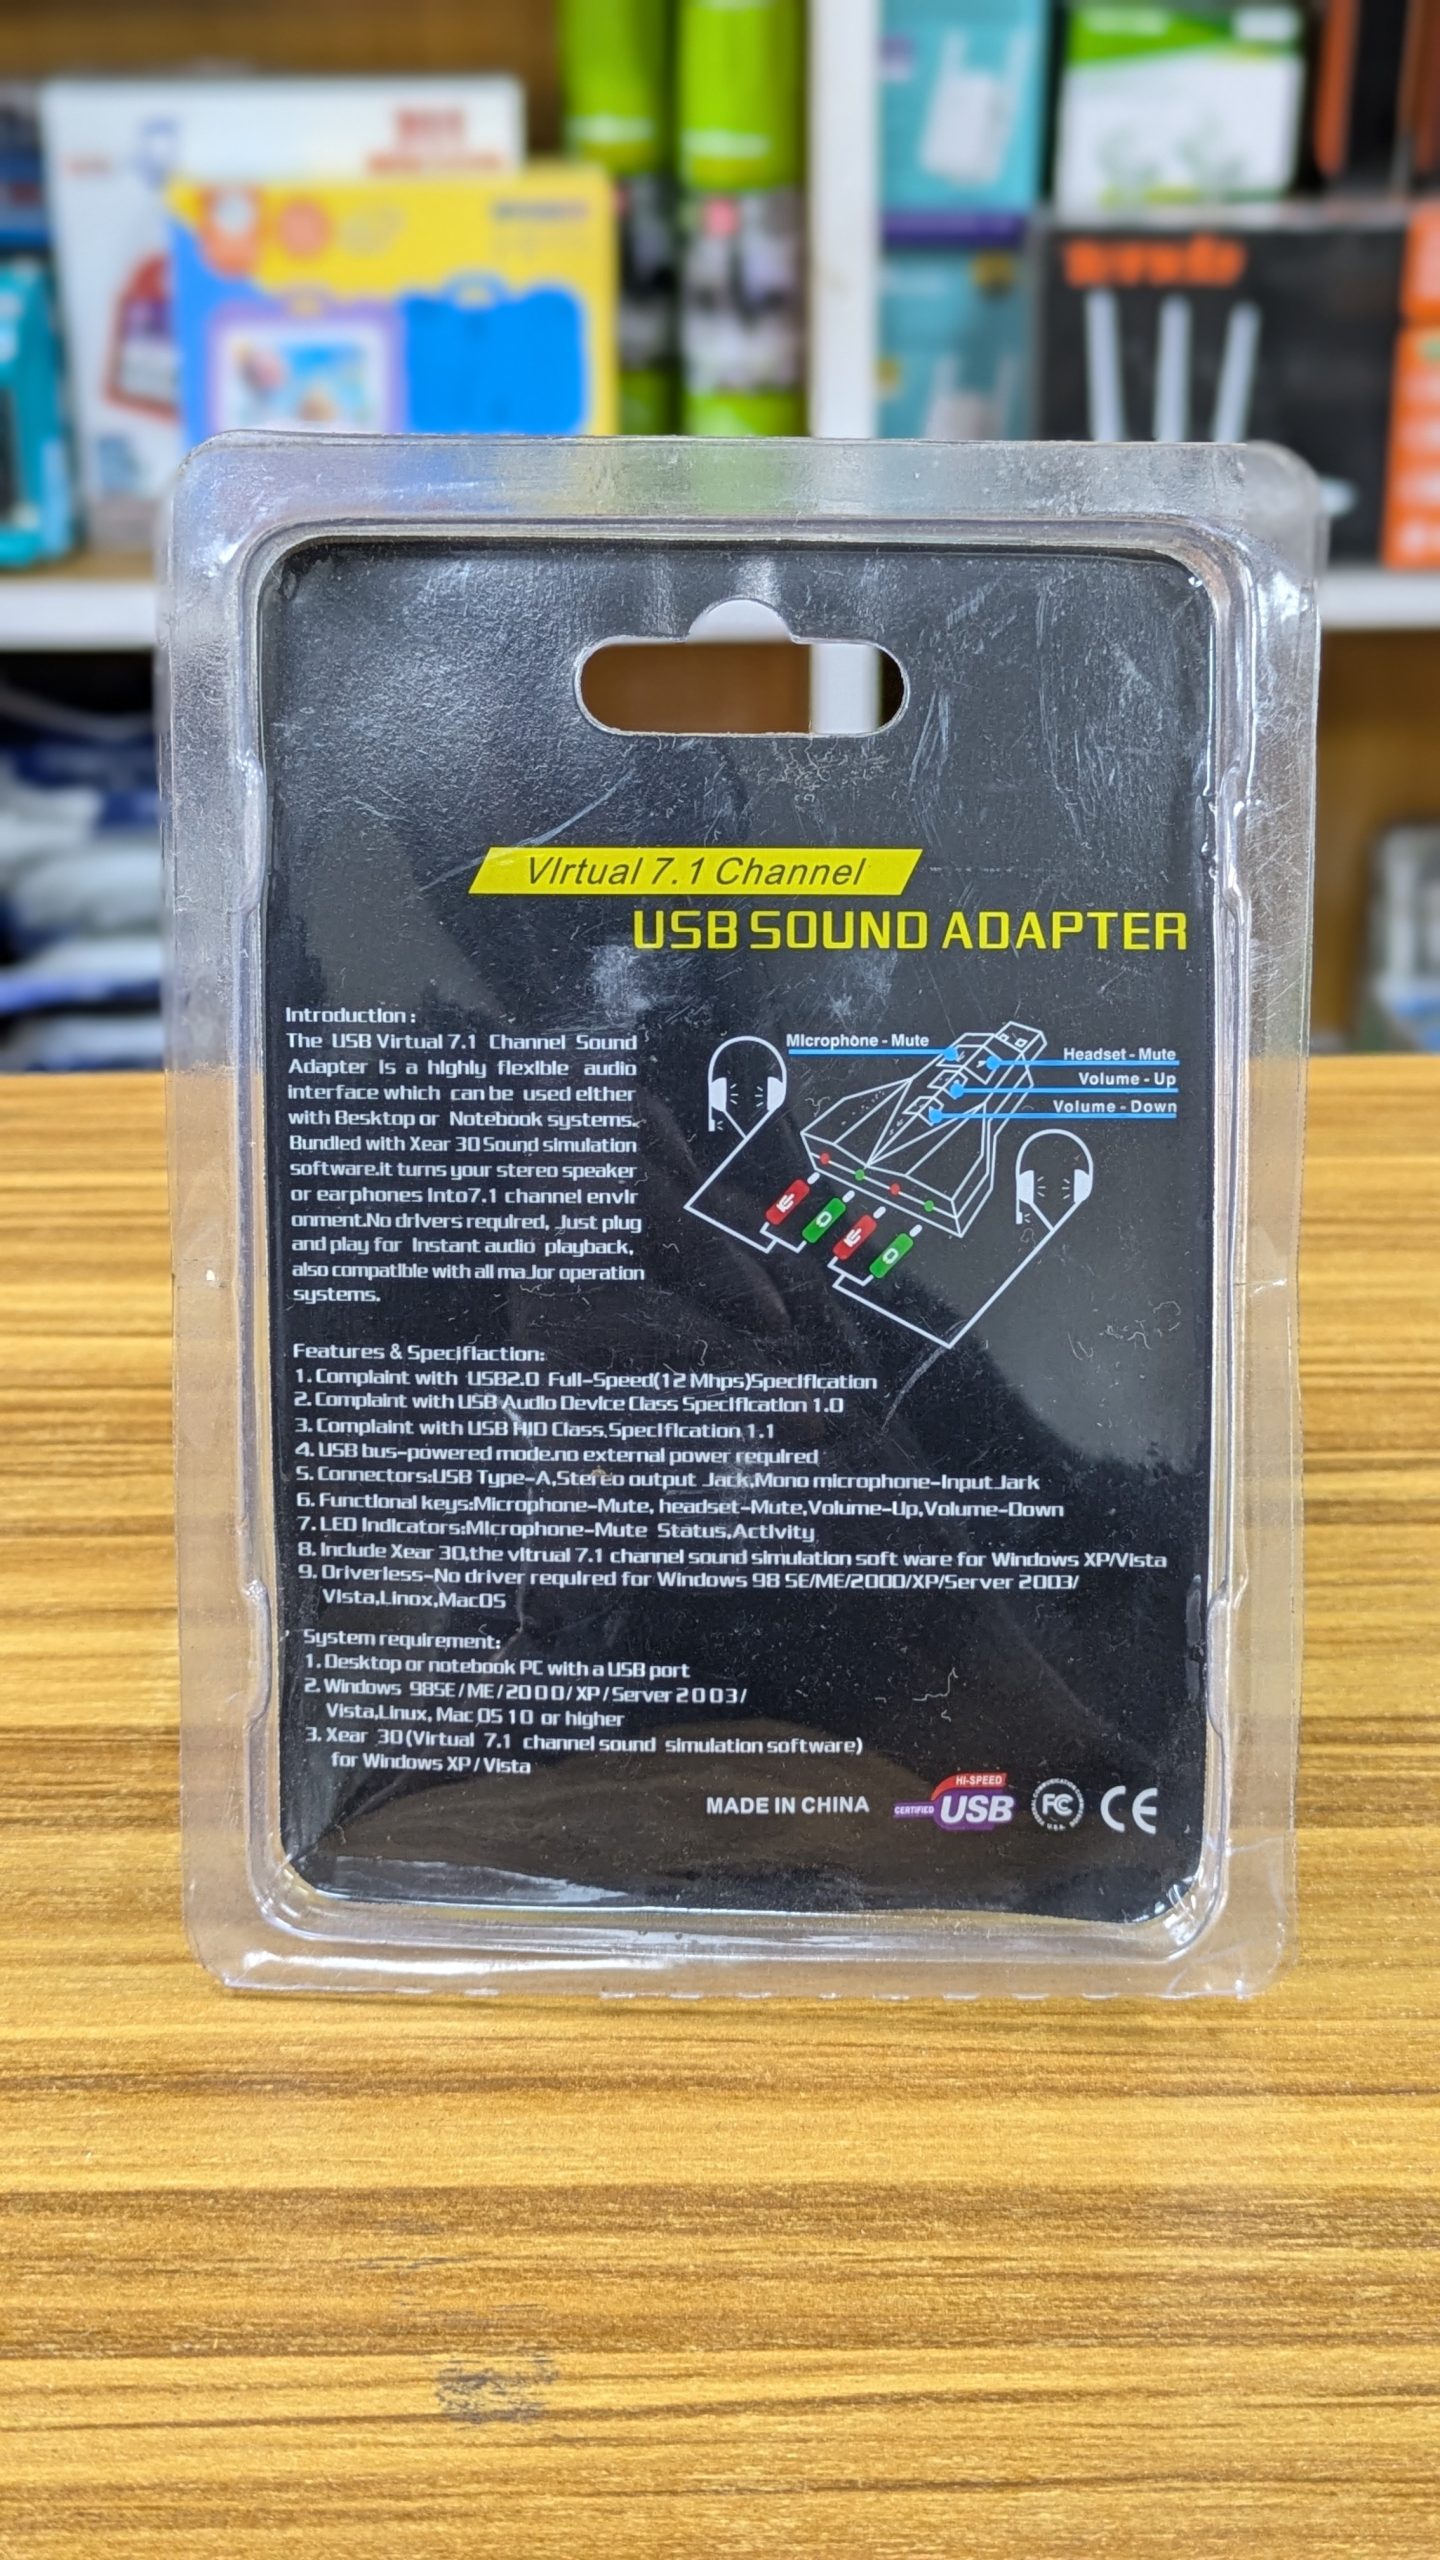 VIrtual 7.1 Channel
USB SOUND ADAPTER
IntroductIon :
The USB Virtual 7.1 Channel Sound
Adapter Is a hIghly flexIble audio
interface which can be used eIther
with Besktop or Notebook systems.
Bundled with Xear 3D Sound simulation
software.it turns your stereo speaker
or earphones Into7.1 channel envIr
onment.No drIvers requIred, Just plug
and play for Instant audIo playback,
also compatIble with all maJor operation
systems.
MIcrophone - Mute
Headset - Mute
Volume - Up
Volume - Down
Features & Speciflaction:
1. Complaint with USB2.0 Full-Speed(12 Mhps)SpecIfIcation
2. Complaint with USB AudIo DevIce Class SpecIfIcation 1.0
3. Complaint with USB HID Class,SpecIfIcation 1.1
4. USB bus-powered mode.no external power requIred
5. Connectors:USB Type-A,Stereo output Jack,Mono microphone-Input Jark
6. FunctIonal keys:Microphone-Mute, headset-Mute,Volume-Up,Volume-Down
7. LED IndIcators:MIcrophone-Mute Status,ActIvity
8. Include Xear 3D,the vItrual 7.1 channel sound sImulation soft ware for Windows XP/Vista
9. Driverless-No driver requIred for Windows 98 SE/ME/2000/XP/Server 2003/
VIsta,Linox,MacOS
System requIrement:
1. Desktop or notebook PC with a USB port
2. Windows 98SE / ME / 2000/ XP / Server 2003/
Vista,LInux, Mac OS 10 or higher
3. Xear 3D (Virtual 7.1 channel sound sImulation software)
for Windows XP / VIsta
MADE IN CHINA
HI-SPEED
CERTIFIED USB
FC
CE